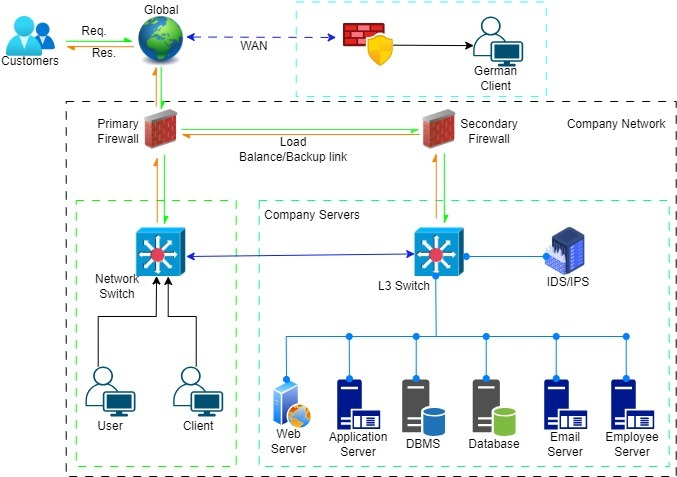 Global
Req.
Res.
Customers
WAN
German
Client
Primary
Firewall
Load
Balance/Backup link
Secondary
Firewall
Company Network
Company Servers
Network
Switch
L3 Switch
IDS/IPS
User
Client
Web
Server
Application
Server
DBMS
Database
Email
Server
Employee
Server